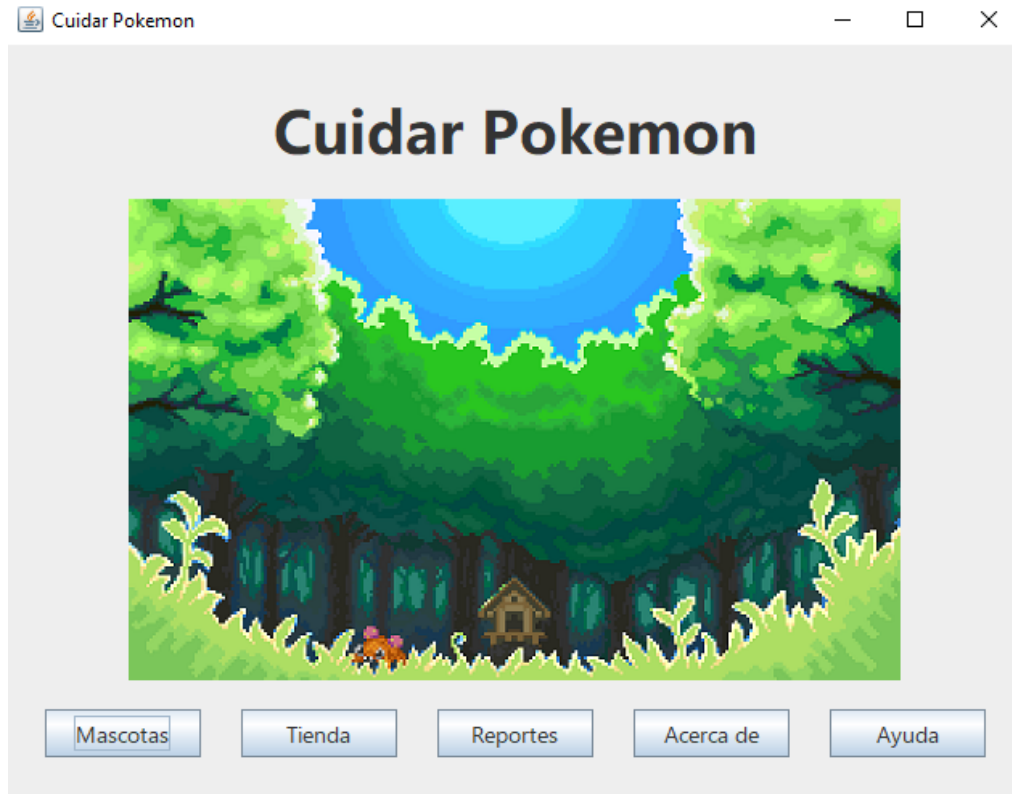 Cuidar Pokemon
Cuidar Pokemon
Mascotas
Tienda
Reportes
Acerca de
Ayuda